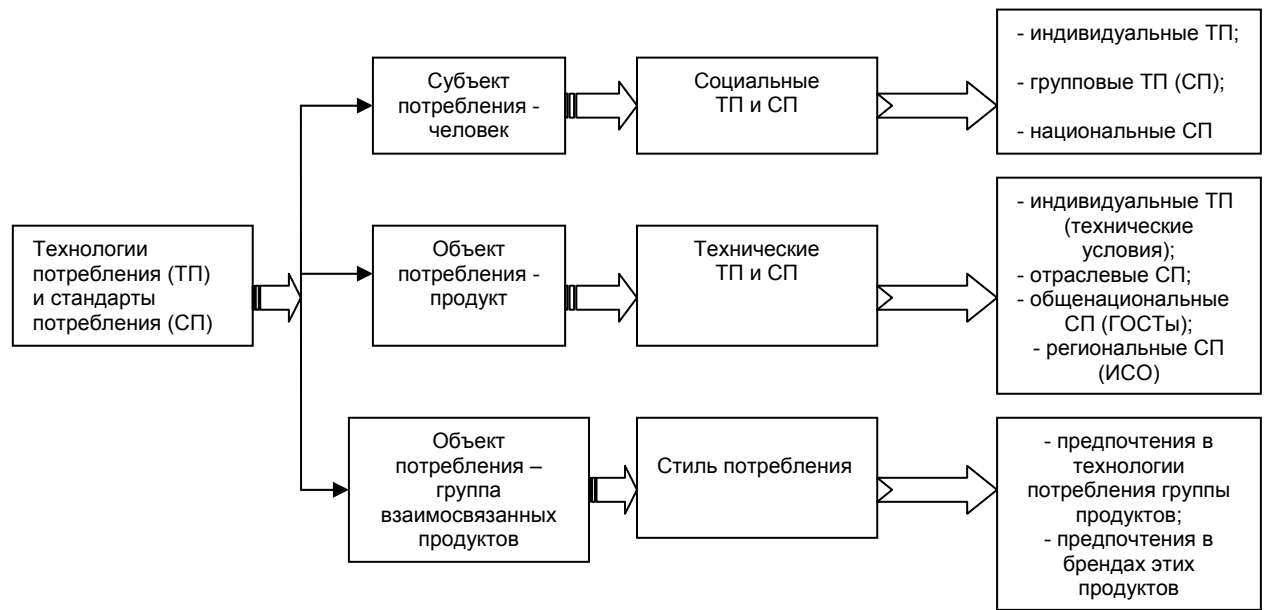 Технологии
потребления (ТП)
и стандарты
потребления (СП)
Субъект
потребления -
человек
Социальные
ТП и СП
- индивидуальные ТП;
- групповые ТП (СП);
- национальные СП
Объект
потребления -
продукт
Технические
ТП и СП
- индивидуальные ТП
(технические
условия);
- отраслевые СП;
- общенациональные
СП (ГОСТы);
- региональные СП
(ИСО)
Объект
потребления –
группа
взаимосвязанных
продуктов
Стиль потребления
- предпочтения в
технологии
потребления группы
продуктов;
- предпочтения в
брендах этих
продуктов